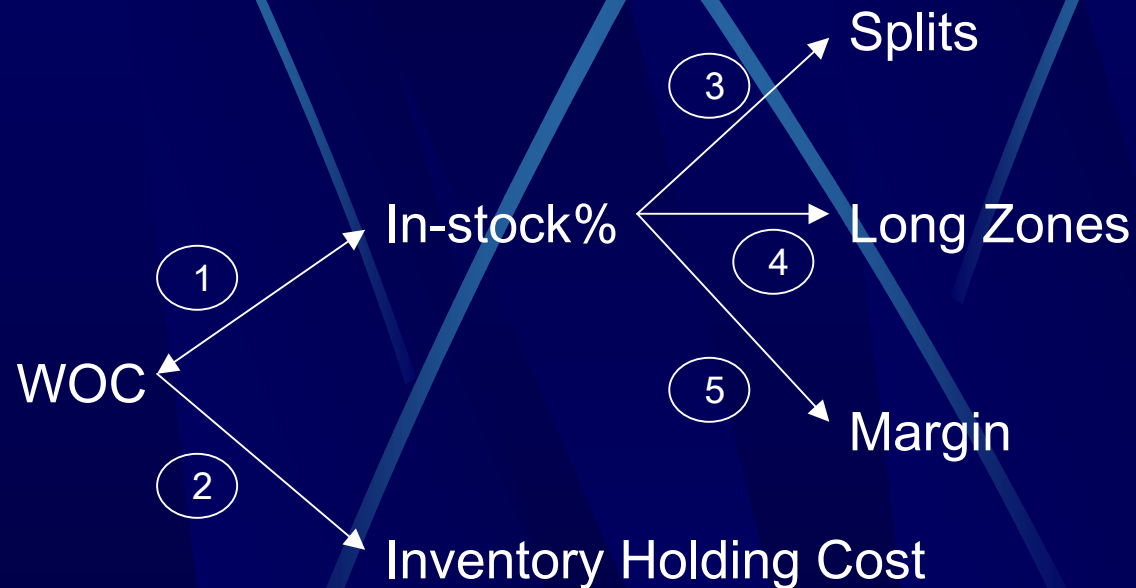 Splits
3
In-stock%
Long Zones
1
4
WOC
5
Margin
2
Inventory Holding Cost